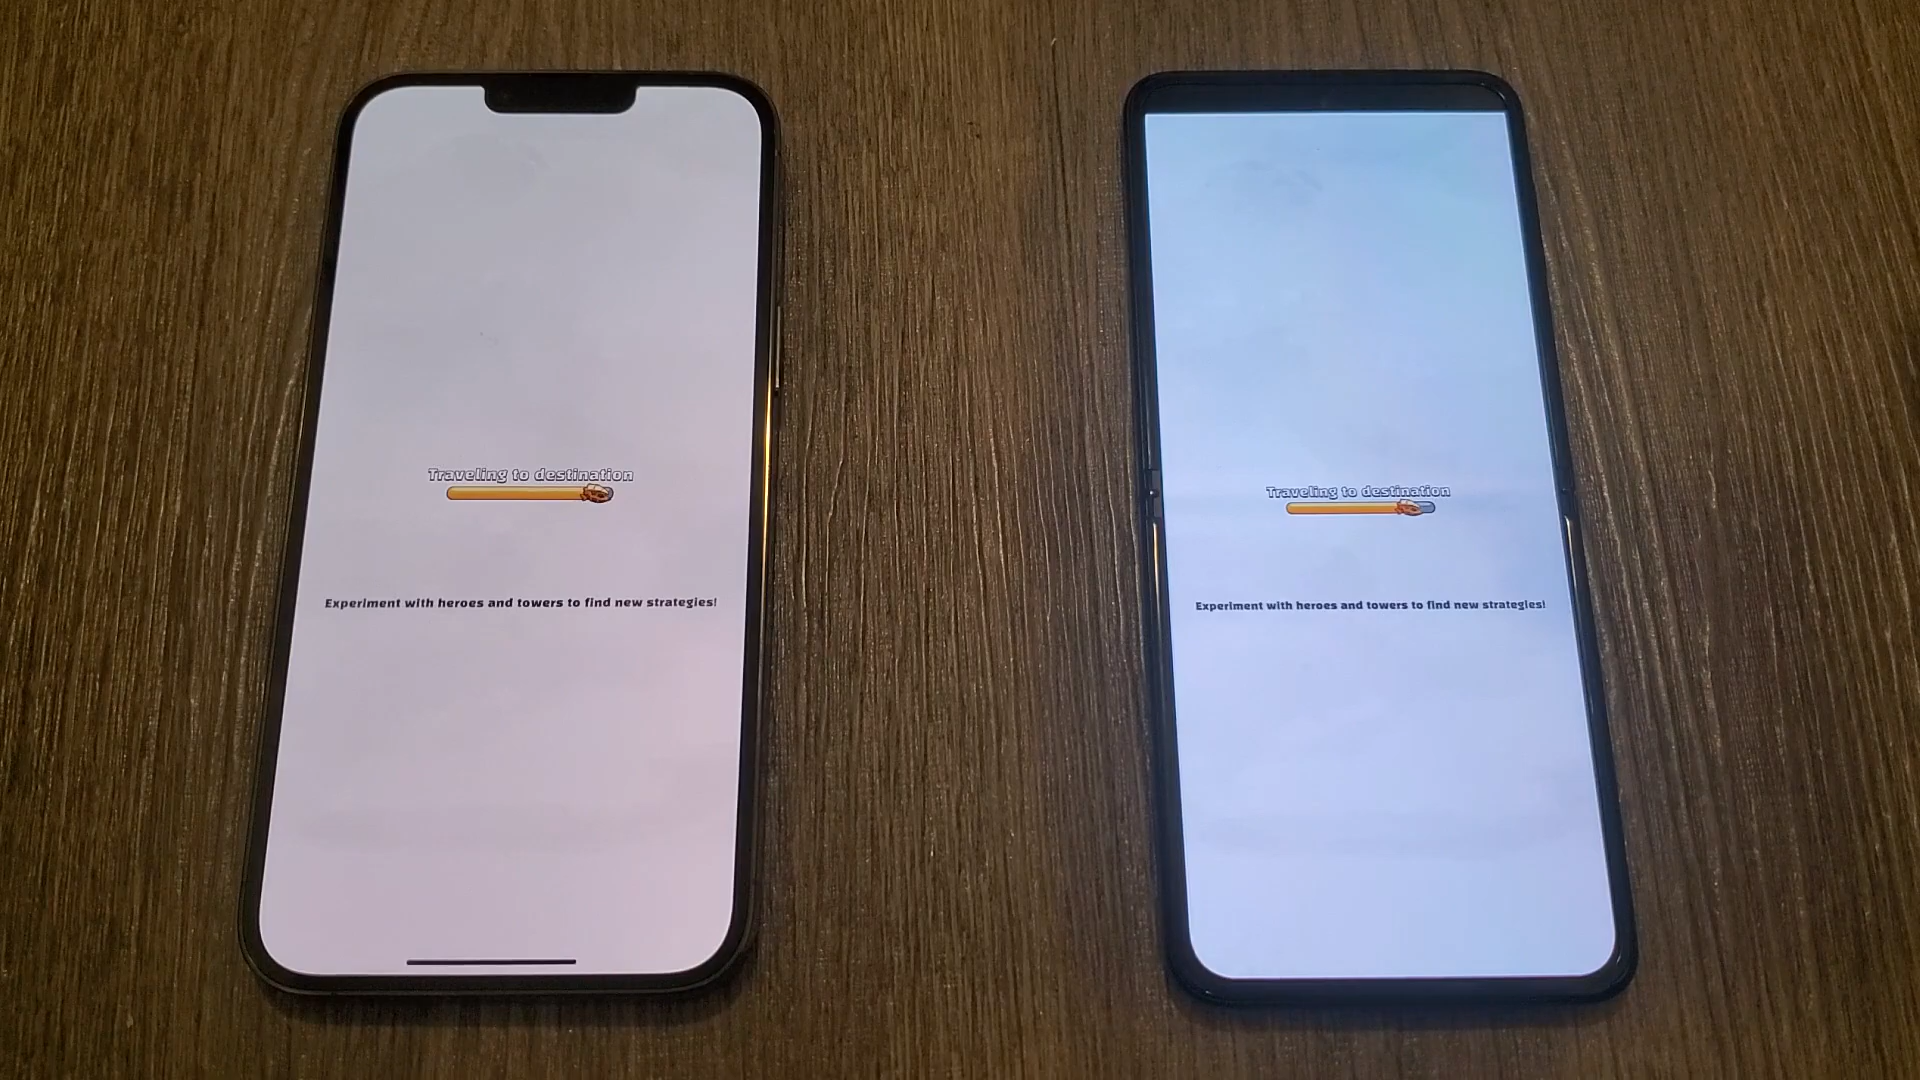 Traveling to destination
Experiment with heroes and towers to find new strategies!
Traveling to destination
Experiment with heroes and towers to find new strategies!